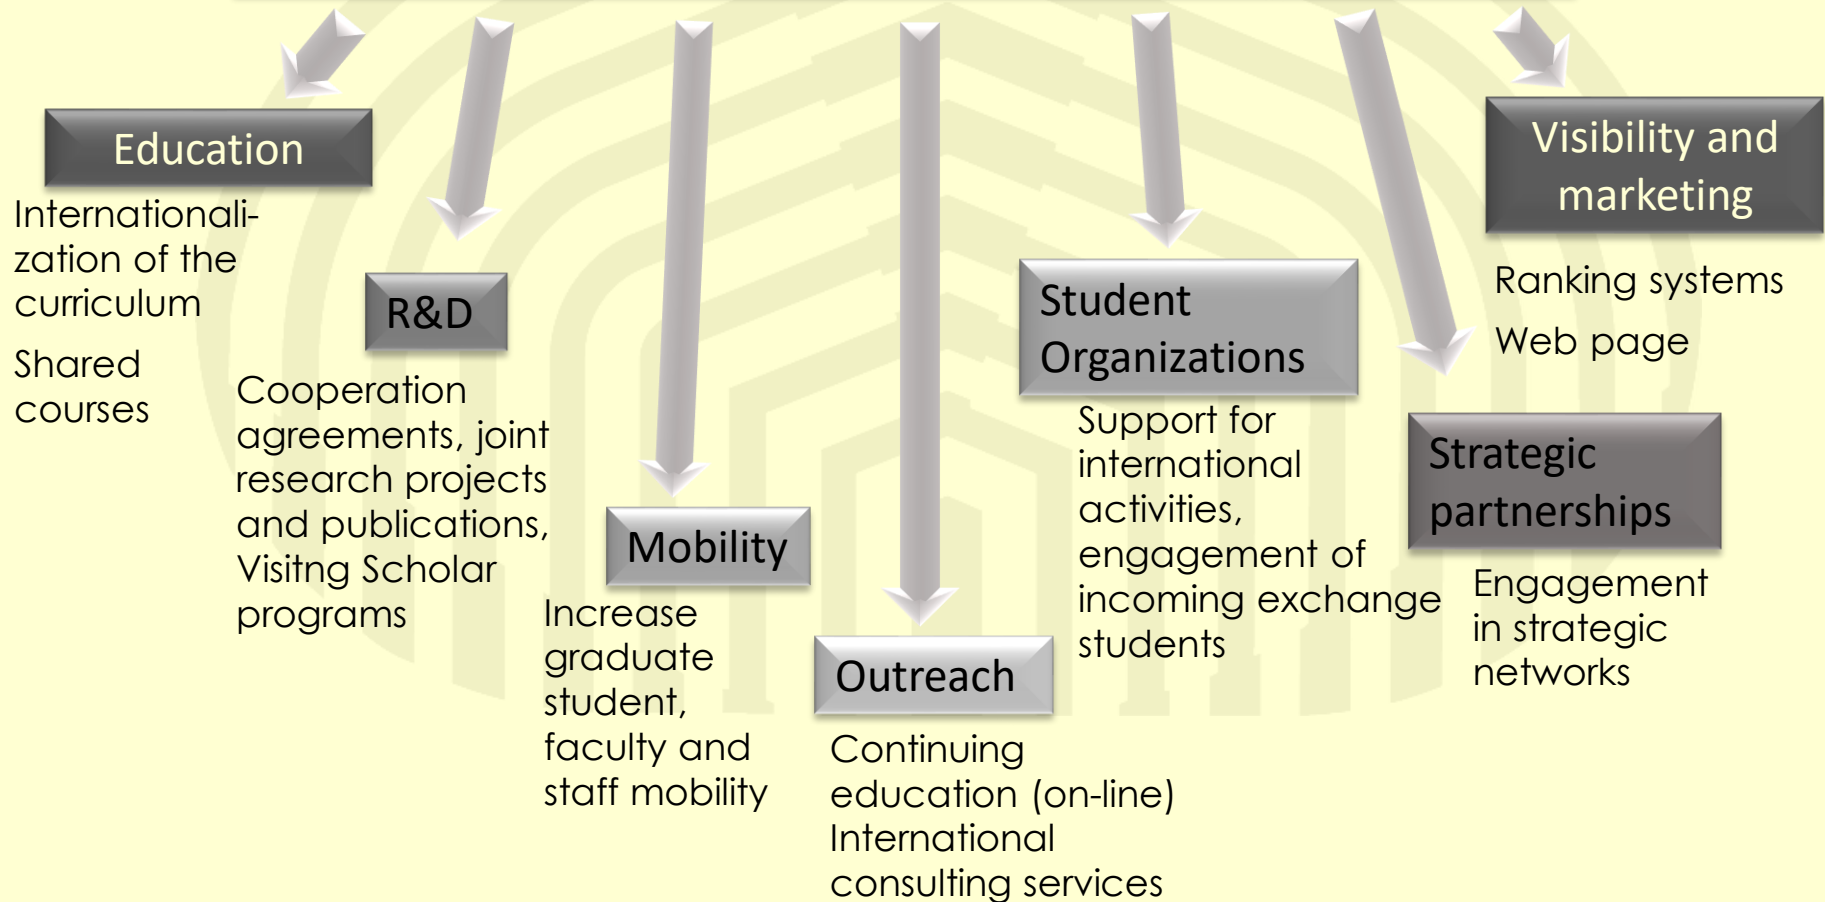 Education
Internationali-
zation of the
curriculum
Shared
courses
R&D
Cooperation
agreements, joint
research projects
and publications,
Visitng Scholar
programs
Mobility
Increase
graduate
student,
faculty and
staff mobility
Outreach
Continuing
education (on-line)
International
consulting services
Student
Organizations
Support for
international
activities,
engagement of
incoming exchange
students
Strategic
partnerships
Engagement
in strategic
networks
Visibility and
marketing
Ranking systems
Web page